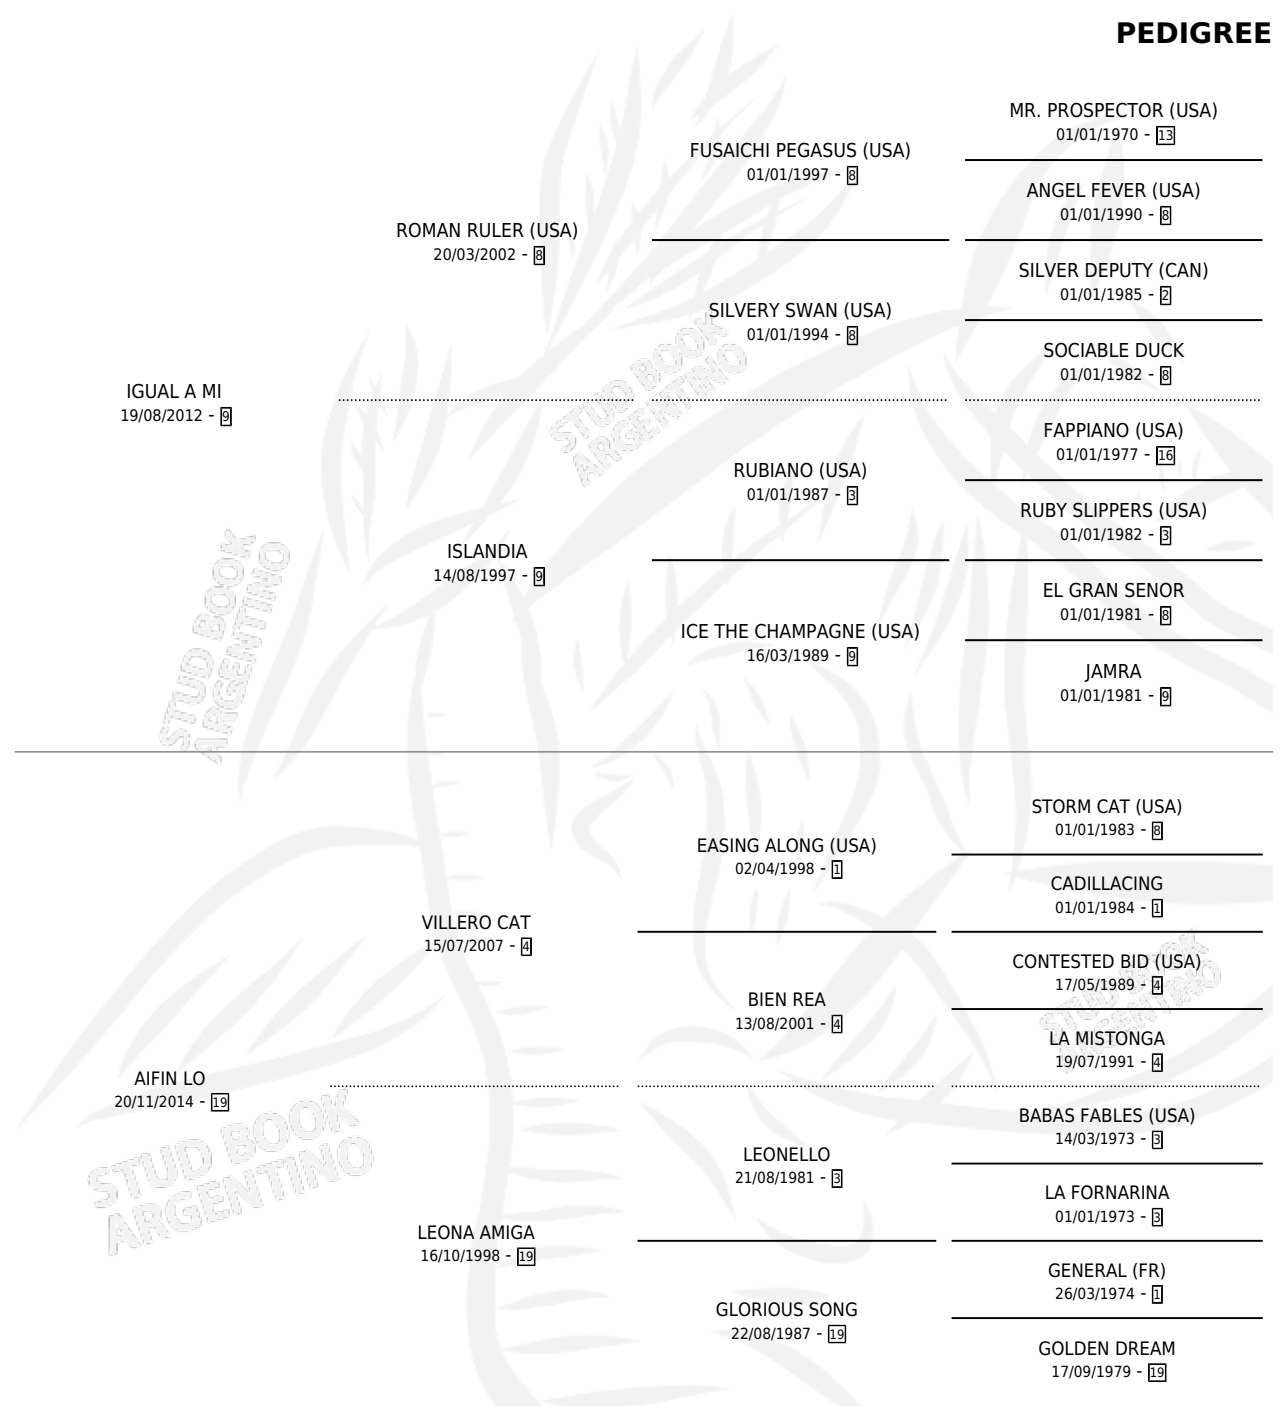 PEDIGREE
MR. PROSPECTOR (USA)
01/01/1970 - 13
FUSAICHI PEGASUS (USA)
01/01/1997 - 8
ANGEL FEVER (USA)
01/01/1990 - 8
ROMAN RULER (USA)
20/03/2002 - 8
SILVER DEPUTY (CAN)
01/01/1985 - 2
SILVERY SWAN (USA)
01/01/1994 - 8
SOCIABLE DUCK
01/01/1982 - 8
IGUAL A MI
19/08/2012 - 9
FAPPIANO (USA)
01/01/1977 - 16
RUBIANO (USA)
01/01/1987 - 3
RUBY SLIPPERS (USA)
01/01/1982 - 3
ISLANDIA
14/08/1997 - 9
EL GRAN SENOR
01/01/1981 - 8
ICE THE CHAMPAGNE (USA)
16/03/1989 - 9
JAMRA
01/01/1981 - 9
STORM CAT (USA)
01/01/1983 - 8
EASING ALONG (USA)
02/04/1998 - 1
CADILLACING
01/01/1984 - 1
VILLERO CAT
15/07/2007 - 4
CONTESTED BID (USA)
17/05/1989 - 4
BIEN REA
13/08/2001 - 4
LA MISTONGA
19/07/1991 - 4
AIFIN LO
20/11/2014 - 19
BABAS FABLES (USA)
14/03/1973 - 3
LEONELLO
21/08/1981 - 3
LA FORNARINA
01/01/1973 - 3
LEONA AMIGA
16/10/1998 - 19
GENERAL (FR)
26/03/1974 - 1
GLORIOUS SONG
22/08/1987 - 19
GOLDEN DREAM
17/09/1979 - 19
STUD BOOK
ARGENTINO
STUD BOOK
ARGENTINO
STUD BOOK
ARGENTINO
STUD BOOK
ARGENTINO